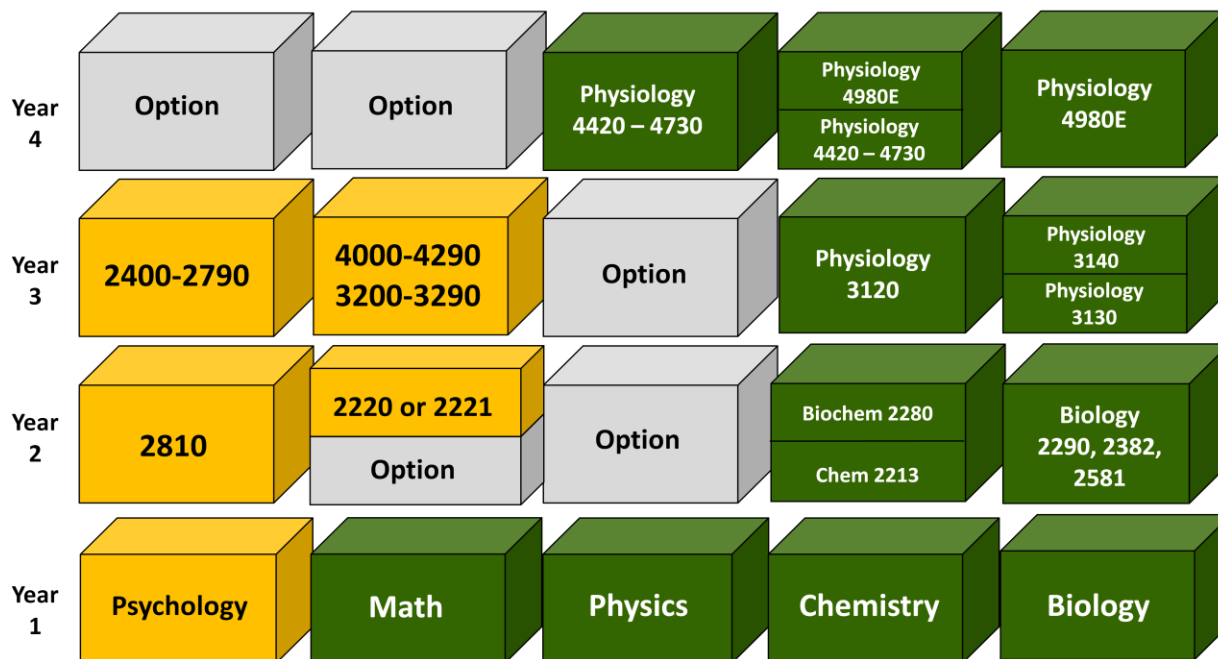 Year
4
Option
Option
Physiology
4420 – 4730
Physiology
4980E
Physiology
4420 – 4730
Physiology
4980E
Year
3
2400-2790
4000-4290
3200-3290
Option
Physiology
3120
Physiology
3140
Physiology
3130
Year
2
2810
2220 or 2221
Option
Option
Biochem 2280
Chem 2213
Biology
2290, 2382,
2581
Year
1
Psychology
Math
Physics
Chemistry
Biology